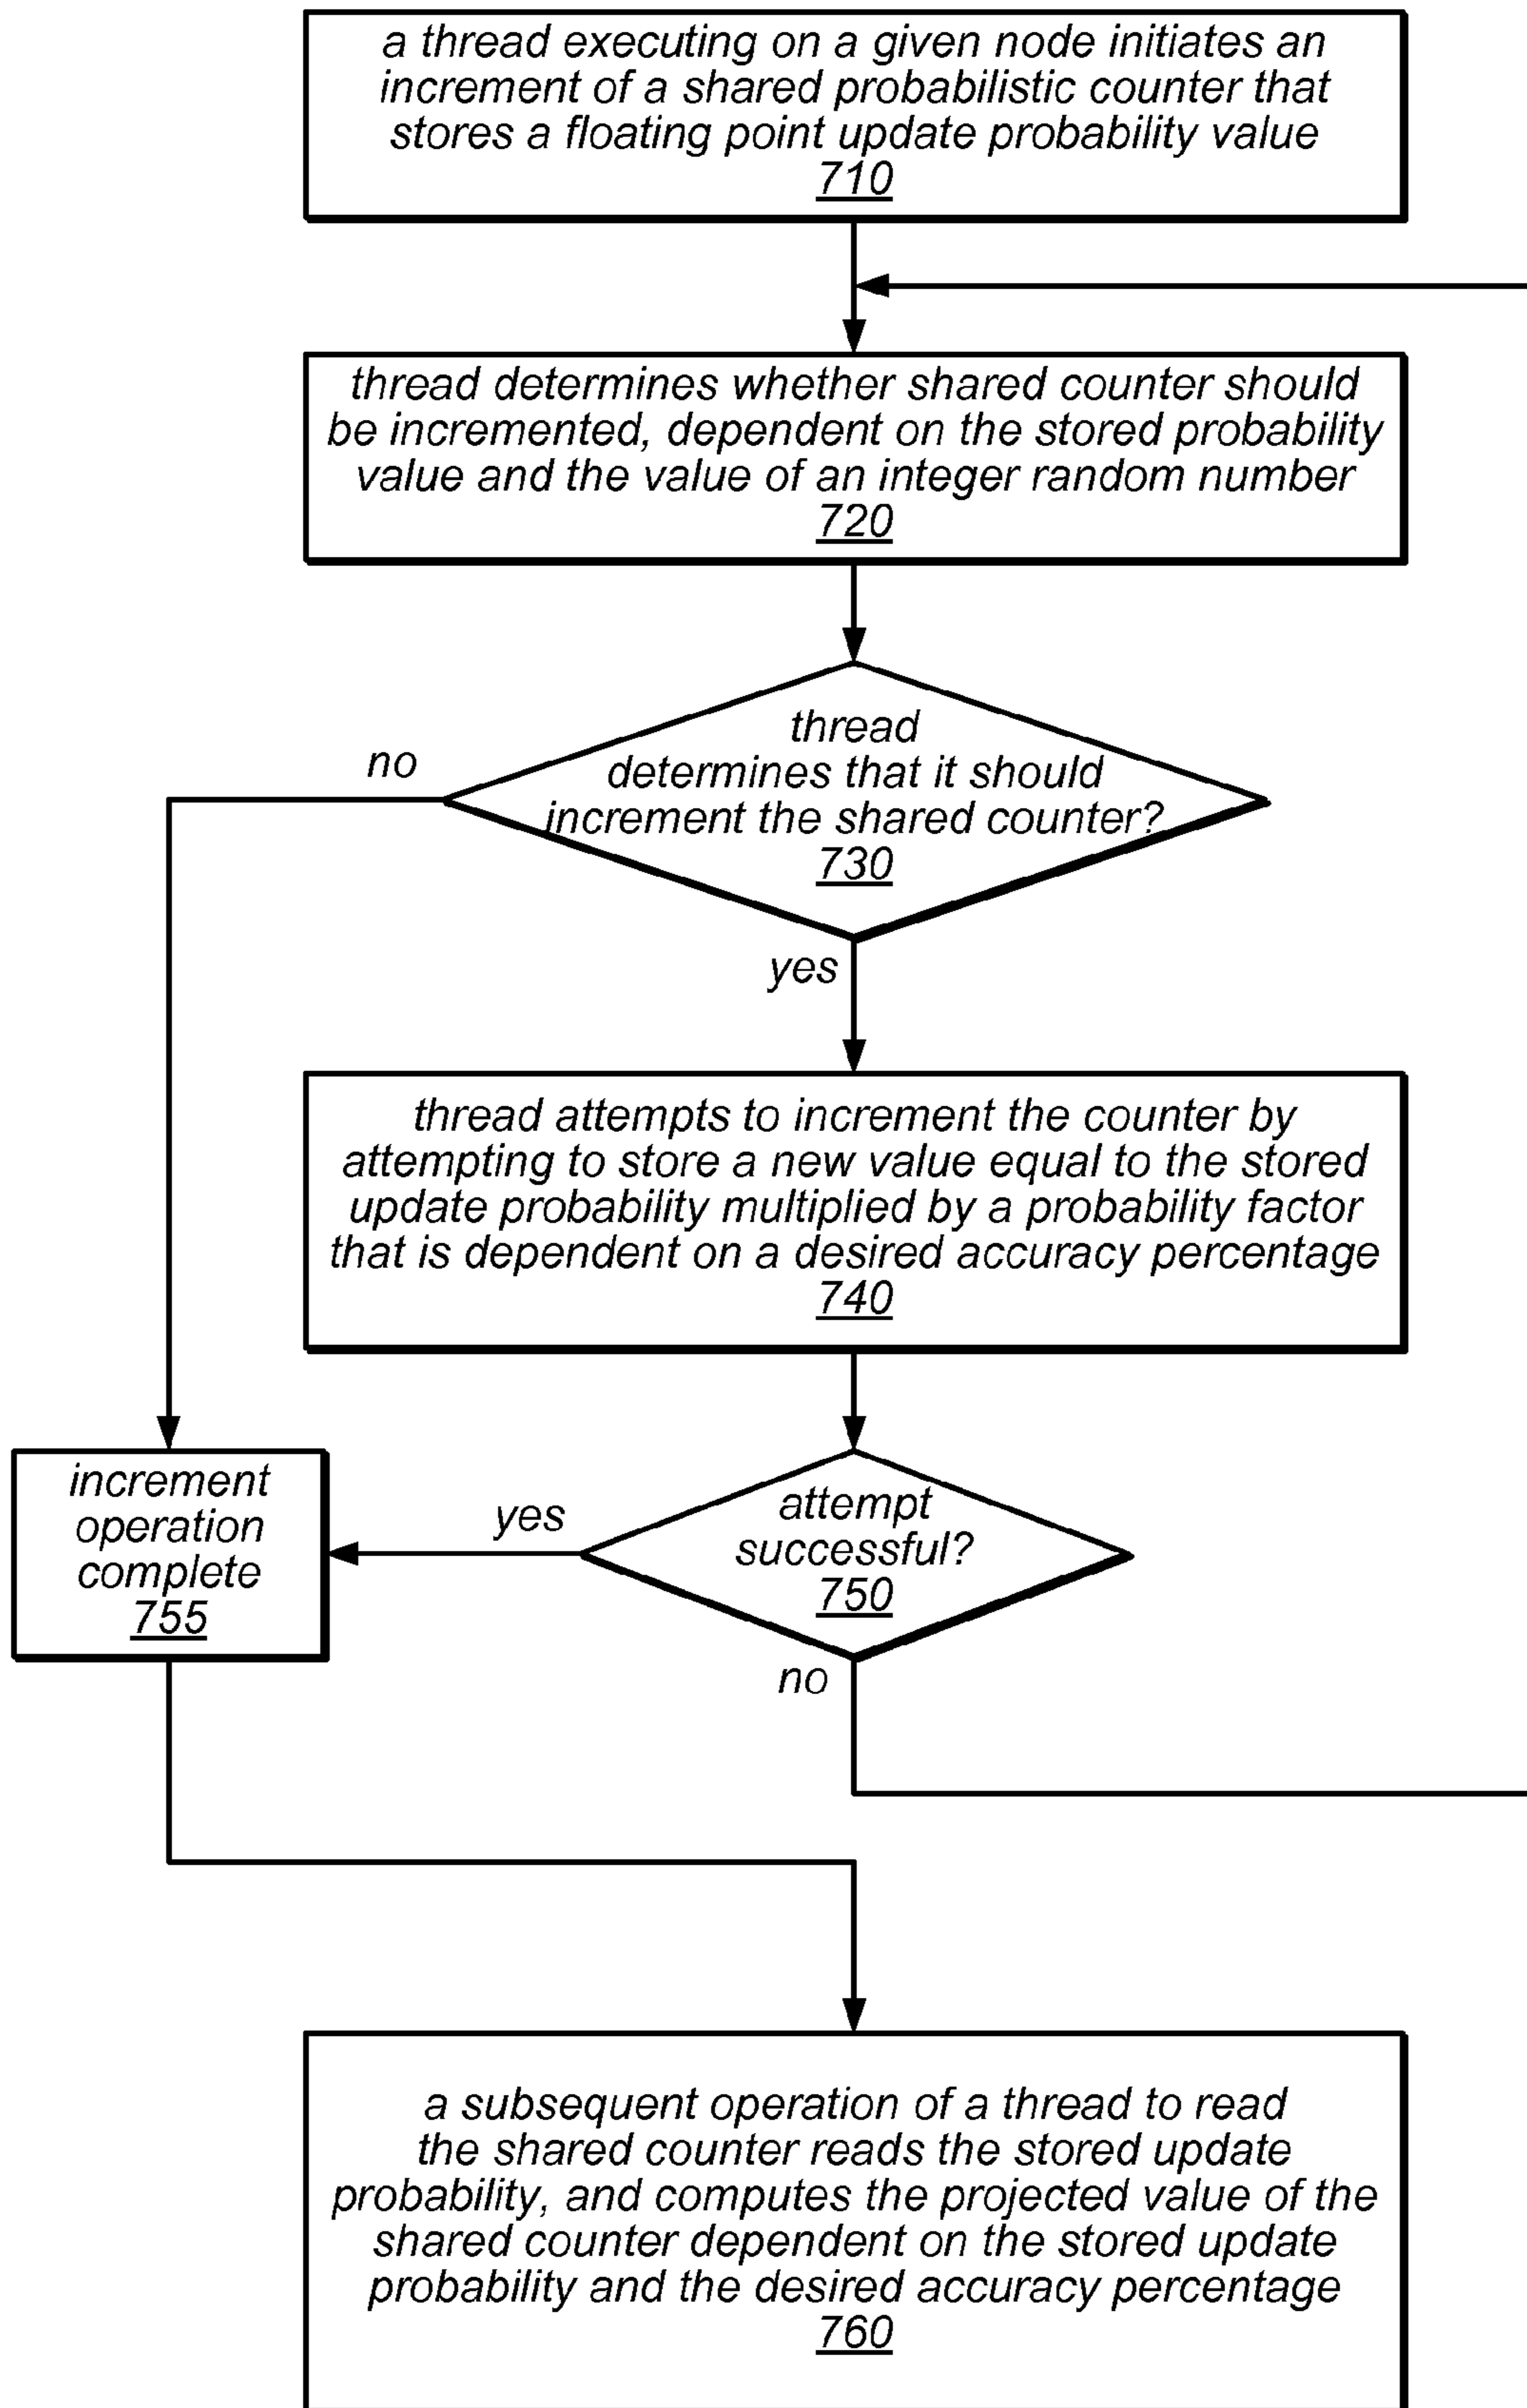 a thread executing on a given node initiates an
increment of a shared probabilistic counter that
stores a floating point update probability value
710
thread determines whether shared counter should
be incremented, dependent on the stored probability
value and the value of an integer random number
720
thread
determines that it should
increment the shared counter?
730
no
yes
thread attempts to increment the counter by
attempting to store a new value equal to the stored
update probability multiplied by a probability factor
that is dependent on a desired accuracy percentage
740
increment
operation
complete
755
yes
attempt
successful?
750
no
a subsequent operation of a thread to read
the shared counter reads the stored update
probability, and computes the projected value of the
shared counter dependent on the stored update
probability and the desired accuracy percentage
760